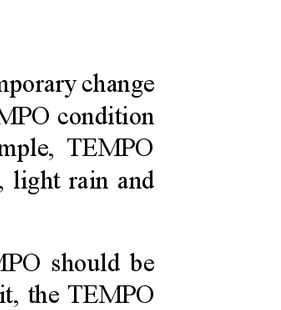 mporary change
MPO condition
mple, TEMPO
, light rain and
MPO should be
it, the TEMPO